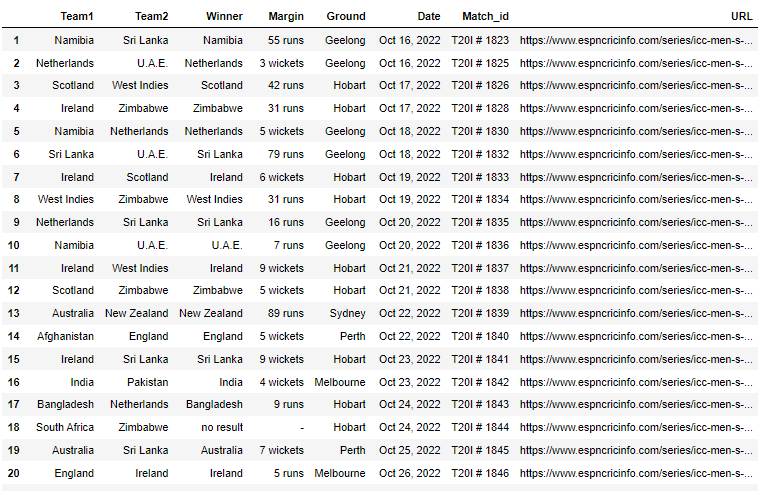 Team1 Team2 Winner Margin Ground Date Match_id URL
1 Namibia Sri Lanka Namibia 55 runs Geelong Oct 16, 2022 T20I # 1823 https://www.espncricinfo.com/series/icc-men-s-...
2 Netherlands U.A.E. Netherlands 3 wickets Geelong Oct 16, 2022 T20I # 1825 https://www.espncricinfo.com/series/icc-men-s-...
3 Scotland West Indies Scotland 42 runs Hobart Oct 17, 2022 T20I # 1826 https://www.espncricinfo.com/series/icc-men-s-...
4 Ireland Zimbabwe Zimbabwe 31 runs Hobart Oct 17, 2022 T20I # 1828 https://www.espncricinfo.com/series/icc-men-s-...
5 Namibia Netherlands Netherlands 5 wickets Geelong Oct 18, 2022 T20I # 1830 https://www.espncricinfo.com/series/icc-men-s-...
6 Sri Lanka U.A.E. Sri Lanka 79 runs Geelong Oct 18, 2022 T20I # 1832 https://www.espncricinfo.com/series/icc-men-s-...
7 Ireland Scotland Ireland 6 wickets Hobart Oct 19, 2022 T20I # 1833 https://www.espncricinfo.com/series/icc-men-s-...
8 West Indies Zimbabwe West Indies 31 runs Hobart Oct 19, 2022 T20I # 1834 https://www.espncricinfo.com/series/icc-men-s-...
9 Netherlands Sri Lanka Sri Lanka 16 runs Geelong Oct 20, 2022 T20I # 1835 https://www.espncricinfo.com/series/icc-men-s-...
10 Namibia U.A.E. U.A.E. 7 runs Geelong Oct 20, 2022 T20I # 1836 https://www.espncricinfo.com/series/icc-men-s-...
11 Ireland West Indies Ireland 9 wickets Hobart Oct 21, 2022 T20I # 1837 https://www.espncricinfo.com/series/icc-men-s-...
12 Scotland Zimbabwe Zimbabwe 5 wickets Hobart Oct 21, 2022 T20I # 1838 https://www.espncricinfo.com/series/icc-men-s-...
13 Australia New Zealand New Zealand 89 runs Sydney Oct 22, 2022 T20I # 1839 https://www.espncricinfo.com/series/icc-men-s-...
14 Afghanistan England England 5 wickets Perth Oct 22, 2022 T20I # 1840 https://www.espncricinfo.com/series/icc-men-s-...
15 Ireland Sri Lanka Sri Lanka 9 wickets Hobart Oct 23, 2022 T20I # 1841 https://www.espncricinfo.com/series/icc-men-s-...
16 India Pakistan India 4 wickets Melbourne Oct 23, 2022 T20I # 1842 https://www.espncricinfo.com/series/icc-men-s-...
17 Bangladesh Netherlands Bangladesh 9 runs Hobart Oct 24, 2022 T20I # 1843 https://www.espncricinfo.com/series/icc-men-s-...
18 South Africa Zimbabwe no result - Hobart Oct 24, 2022 T20I # 1844 https://www.espncricinfo.com/series/icc-men-s-...
19 Australia Sri Lanka Australia 7 wickets Perth Oct 25, 2022 T20I # 1845 https://www.espncricinfo.com/series/icc-men-s-...
20 England Ireland Ireland 5 runs Melbourne Oct 26, 2022 T20I # 1846 https://www.espncricinfo.com/series/icc-men-s-...